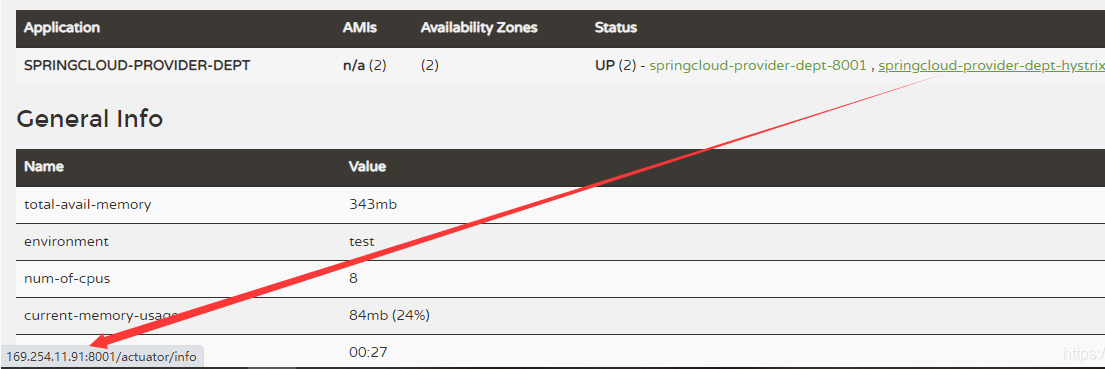 Application AMIs Availability Zones Status
SPRINGCLOUD-PROVIDER-DEPT n/a (2) (2) UP (2) - springcloud-provider-dept-8001 , springcloud-provider-dept-hystrix
General Info
Name Value
total-avail-memory 343mb
environment test
num-of-cpus 8
current-memory-usage 84mb (24%)
00:27
169.254.11.91:8001/actuator/info
https:/